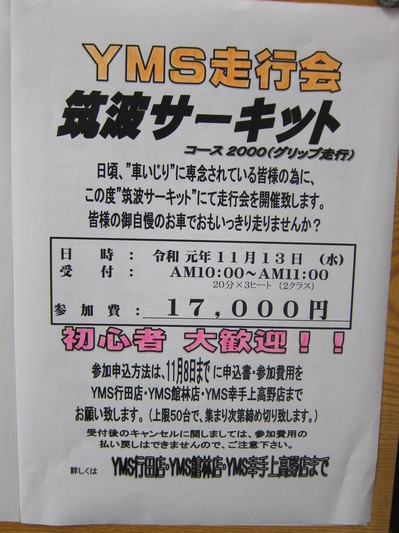 YMS走行会
筑波サーキット
コース2000(グリップ走行)
日頃、"車いじり"に専念されている皆様の為に、
この度"筑波サーキット"にて走行会を開催致します。
皆様の御自慢のお車でおもいっきり走りませんか？
日 時： 令和 元年11月13日 (水)
受 付： AM10:00～AM11:00
20分×3ヒート (2クラス)
参加費： 17,000円
初心者 大歓迎！！
参加申込方法は、11月8日までに申込書・参加費用を
YMS行田店・YMS館林店・YMS幸手上高野店まで
お願い致します。(上限50台で、集まり次第締め切り致します。)
受付後のキャンセルに関しましては、参加費用の
払い戻しはできませんので、ご注意下さい。
詳しくは YMS行田店・YMS館林店・YMS幸手上高野店まで